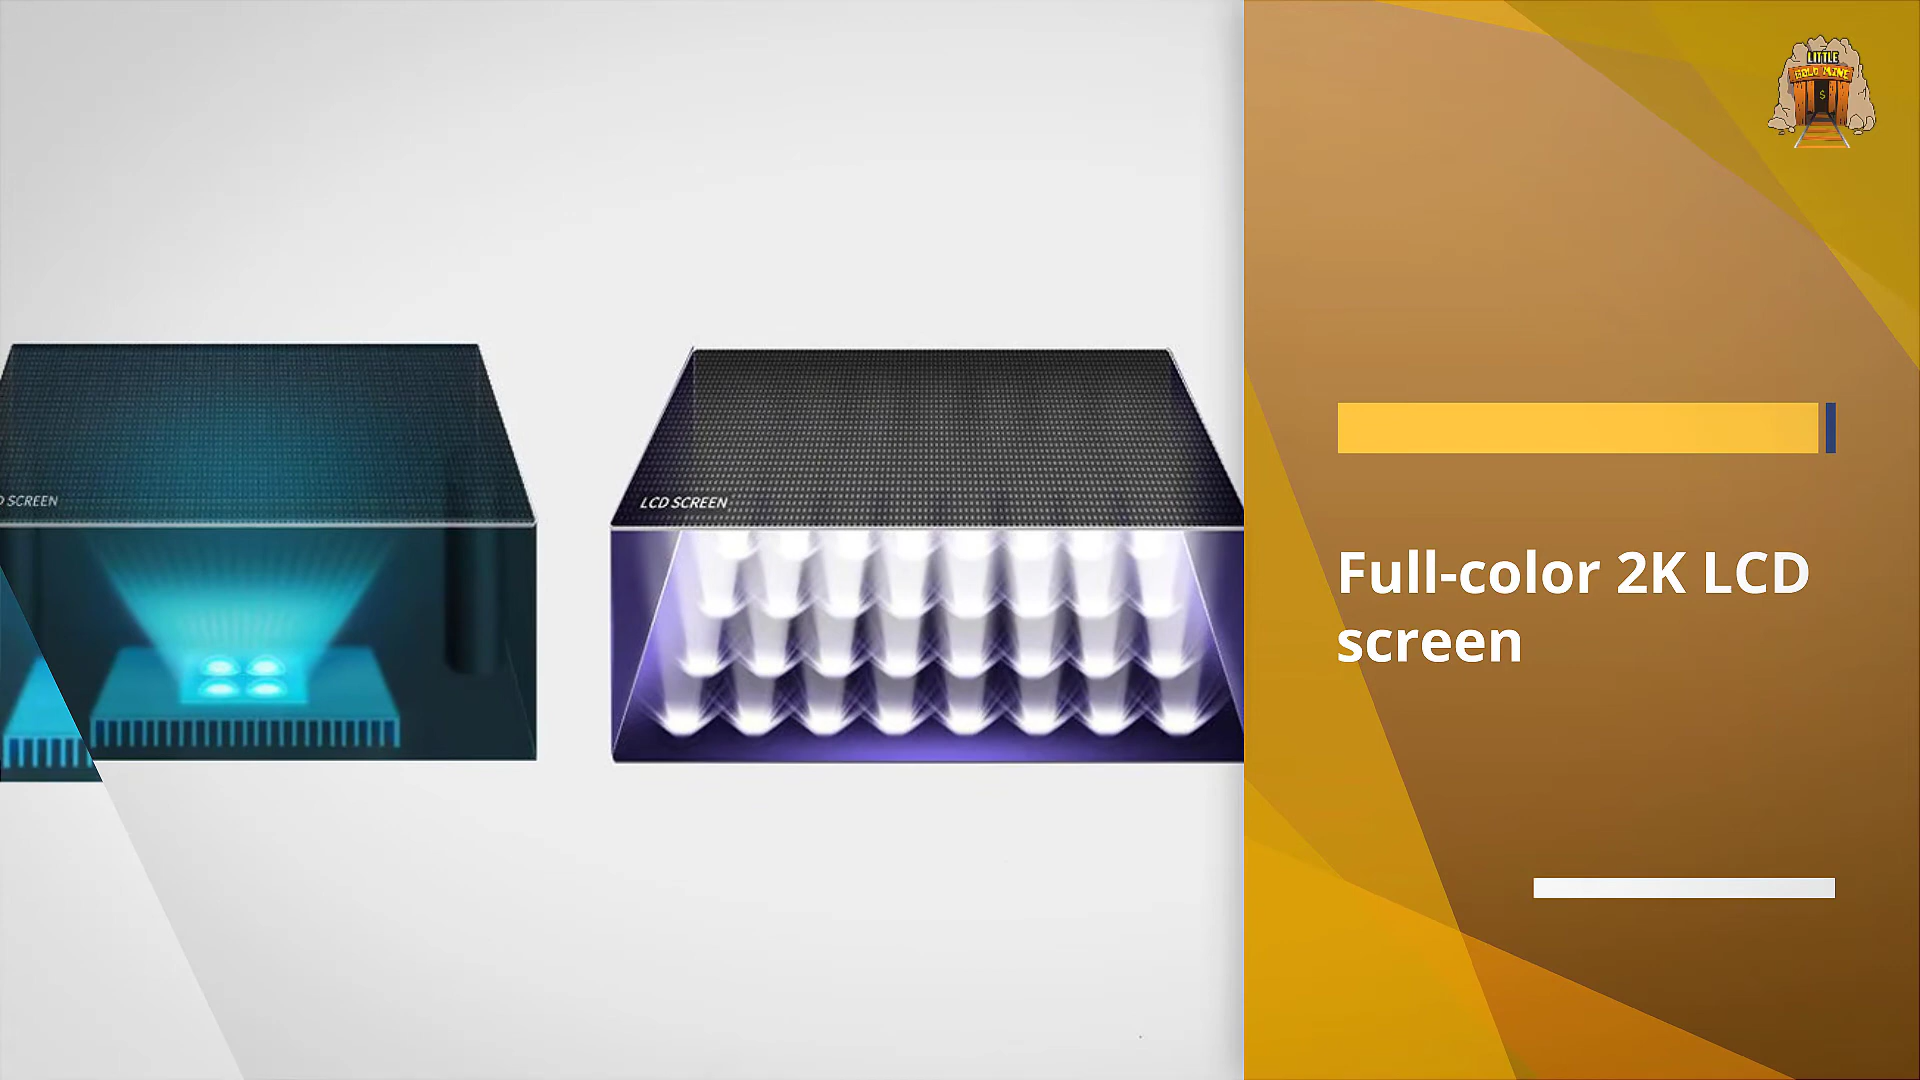 LITTLE
GOLD MINE
$
D SCREEN
LCD SCREEN
Full-color 2K LCD
screen